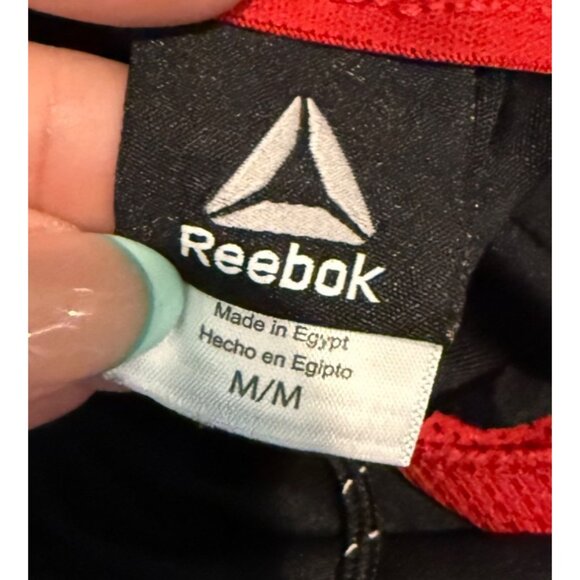 Reebok
Made in Egypt
Hecho en Egipto
M/M